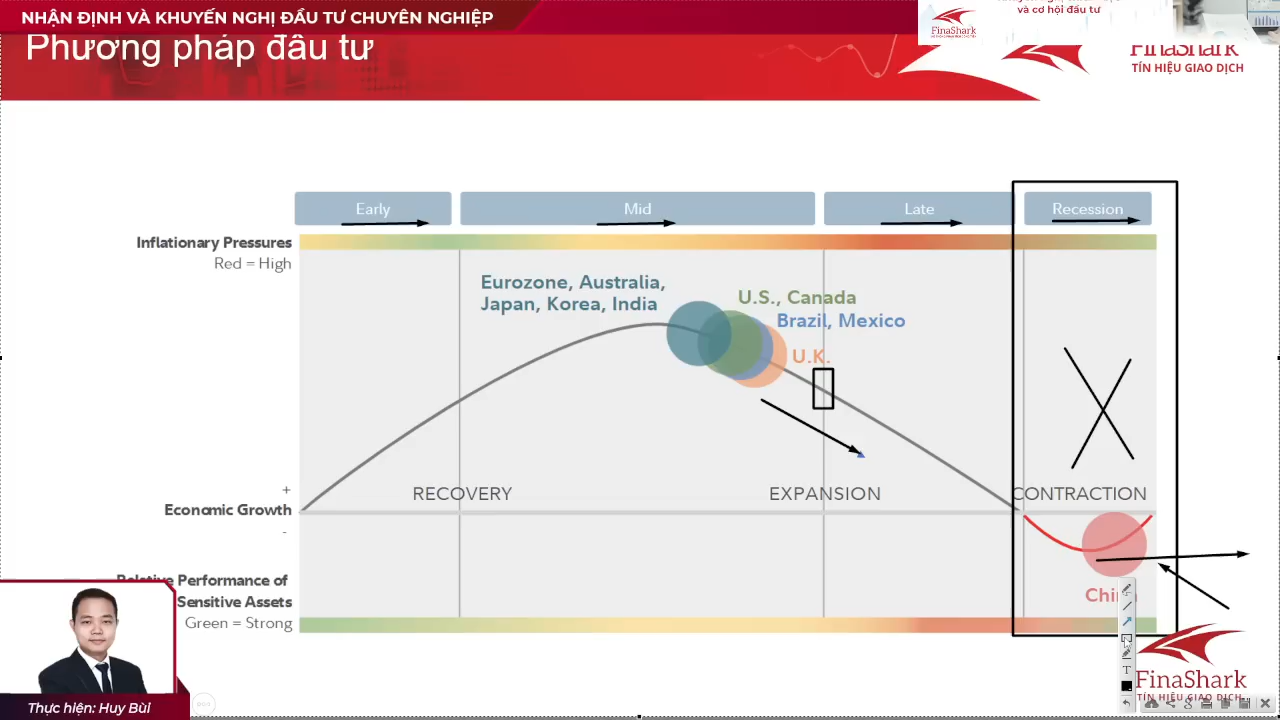 NHẬN ĐỊNH VÀ KHUYẾN NGHỊ ĐẦU TƯ CHUYÊN NGHIỆP
và cơ hội đầu tư
FinaShark
Phương pháp đầu tư
FinaShark
TÍN HIỆU GIAO DỊCH
Early
Mid
Late
Recession
Inflationary Pressures
Red = High
Eurozone, Australia,
Japan, Korea, India
U.S., Canada
Brazil, Mexico
U.K.
RECOVERY
EXPANSION
CONTRACTION
+
Economic Growth
-
Relative Performance of
Sensitive Assets
Green = Strong
China
FinaShark
TÍN HIỆU GIAO DỊCH
Thực hiện: Huy Bùi